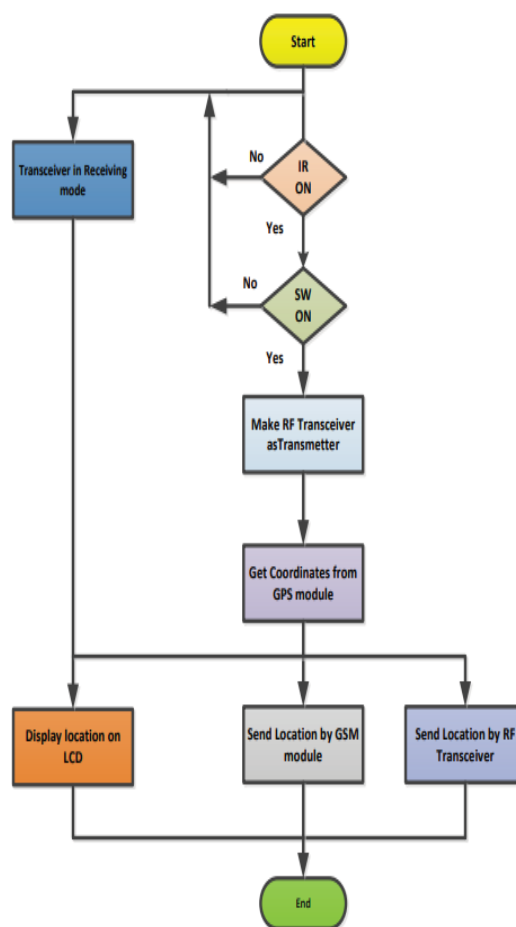 Start
Transceiver in Receiving
mode
No
IR
ON
Yes
No
SW
ON
Yes
Make RF Transceiver
asTransmetter
Get Coordinates from
GPS module
Display location on
LCD
Send Location by GSM
module
Send Location by RF
Transceiver
End